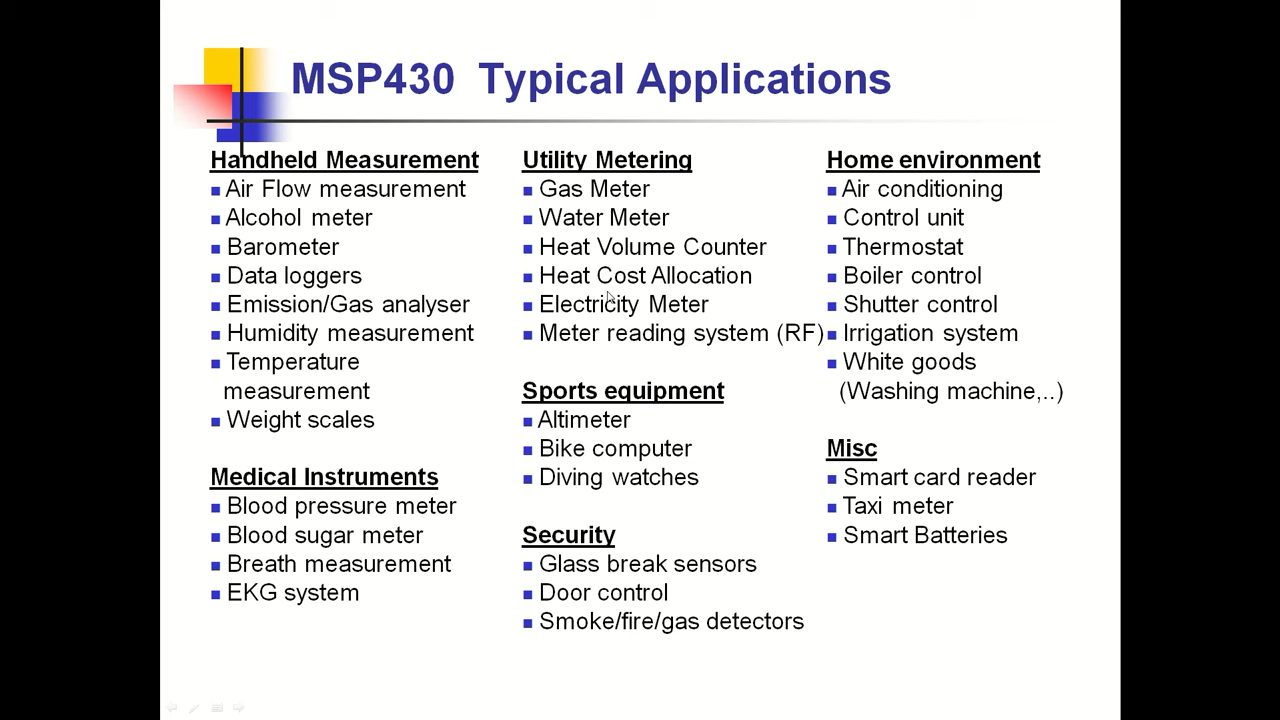 MSP430 Typical Applications
Handheld Measurement
Air Flow measurement
Alcohol meter
Barometer
Data loggers
Emission/Gas analyser
Humidity measurement
Temperature
measurement
Weight scales
Medical Instruments
Blood pressure meter
Blood sugar meter
Breath measurement
EKG system
Utility Metering
Gas Meter
Water Meter
Heat Volume Counter
Heat Cost Allocation
Electricity Meter
Meter reading system (RF)
Sports equipment
Altimeter
Bike computer
Diving watches
Security
Glass break sensors
Door control
Smoke/fire/gas detectors
Home environment
Air conditioning
Control unit
Thermostat
Boiler control
Shutter control
Irrigation system
White goods
(Washing machine,..)
Misc
Smart card reader
Taxi meter
Smart Batteries